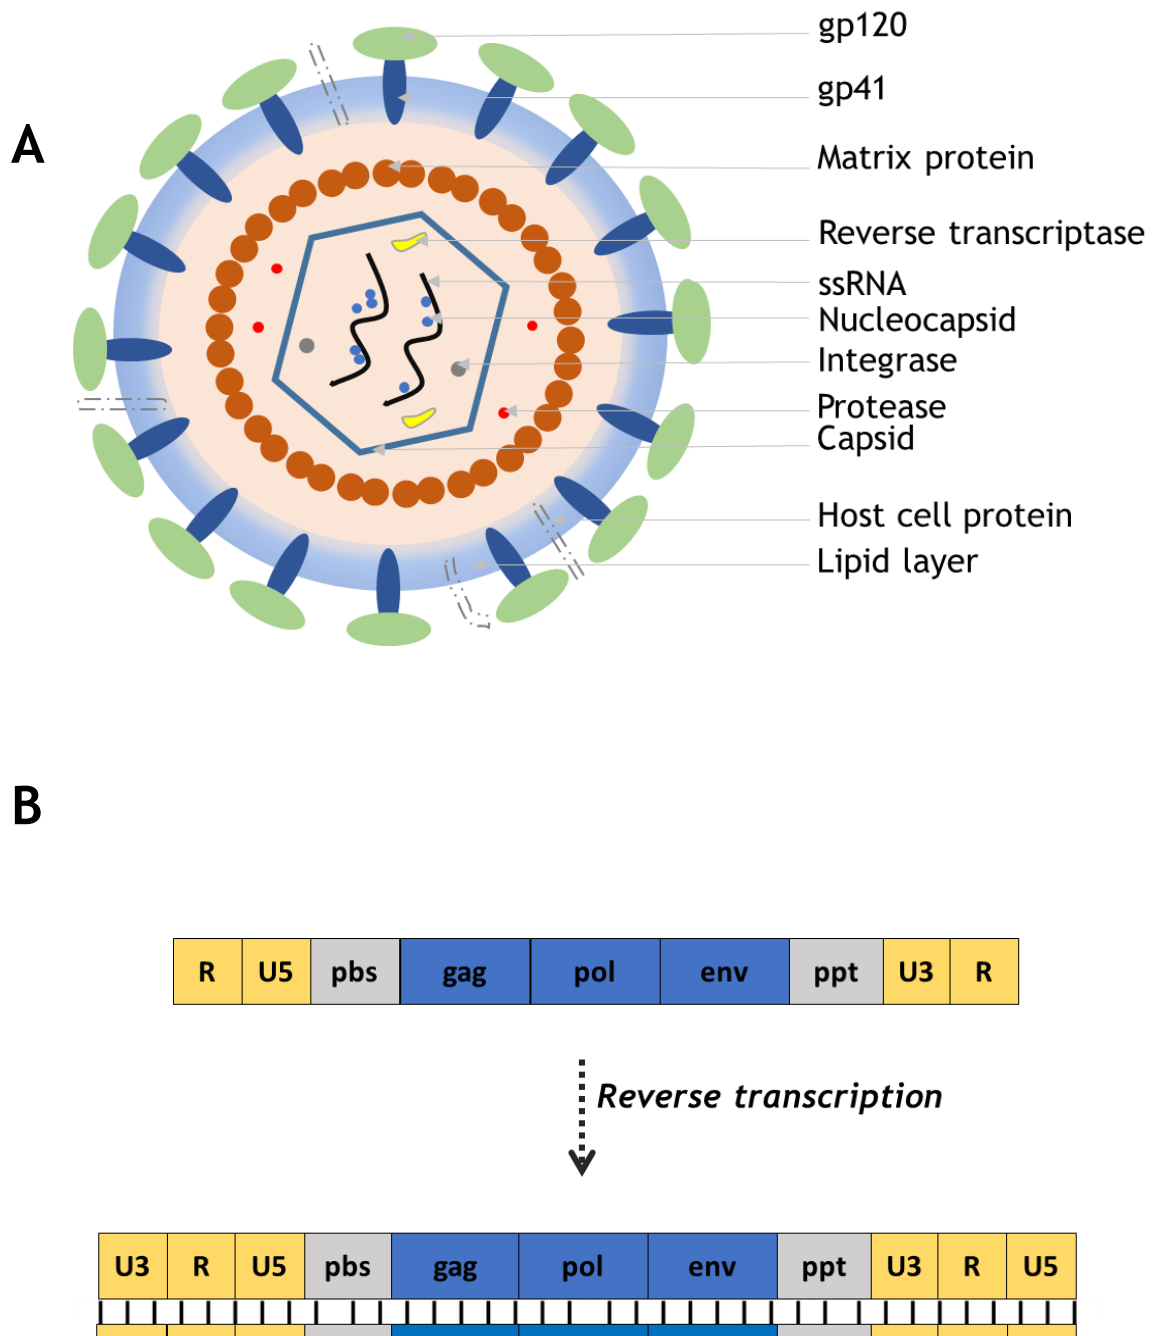 gp120
gp41
A
Matrix protein
Reverse transcriptase
ssRNA
Nucleocapsid
Integrase
Protease
Capsid
Host cell protein
Lipid layer
B
R U5 pbs gag pol env ppt U3 R
Reverse transcription
U3 R U5 pbs gag pol env ppt U3 R U5